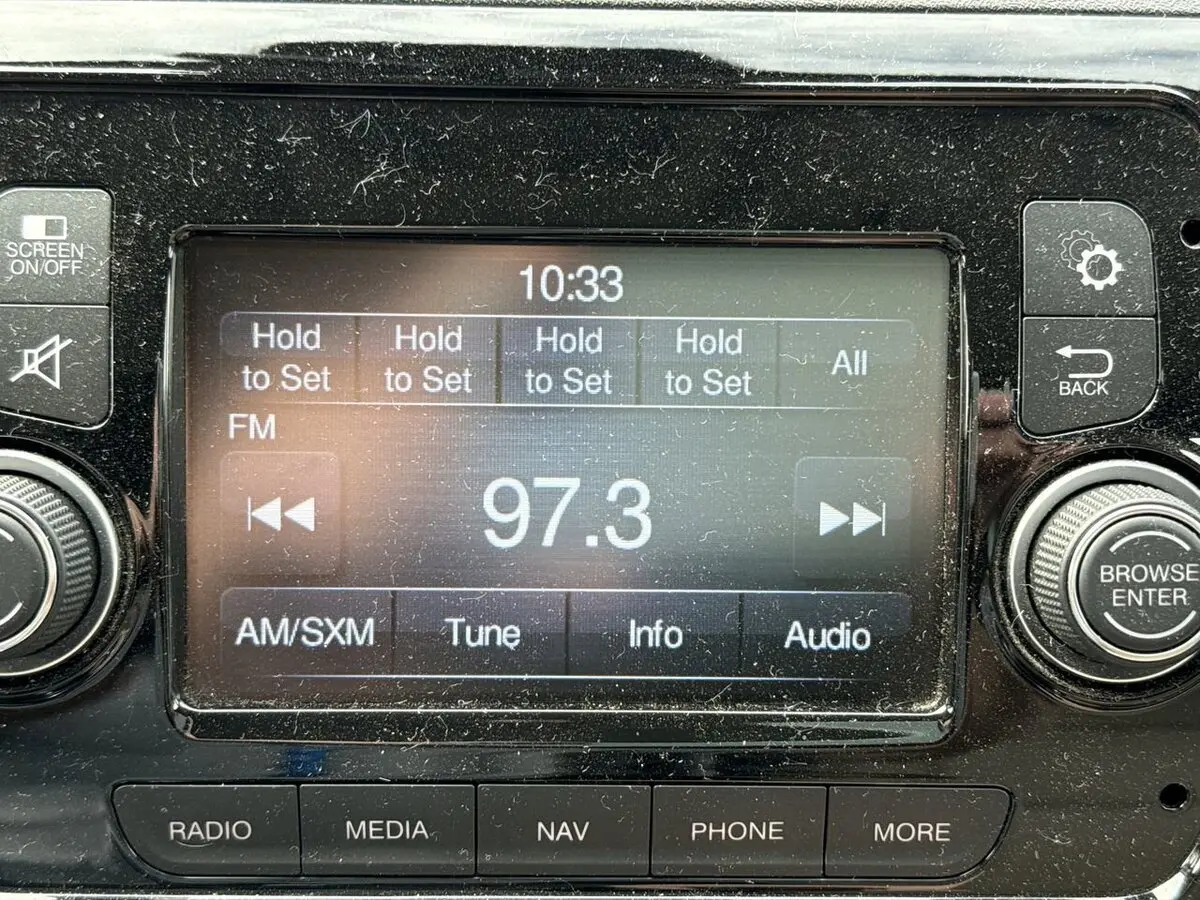 SCREEN
ON/OFF
10:33
Hold
to Set
Hold
to Set
Hold
to Set
Hold
to Set
All
FM
97.3
AM/SXM
Tune
Info
Audio
BACK
BROWSE
ENTER
RADIO
MEDIA
NAV
PHONE
MORE